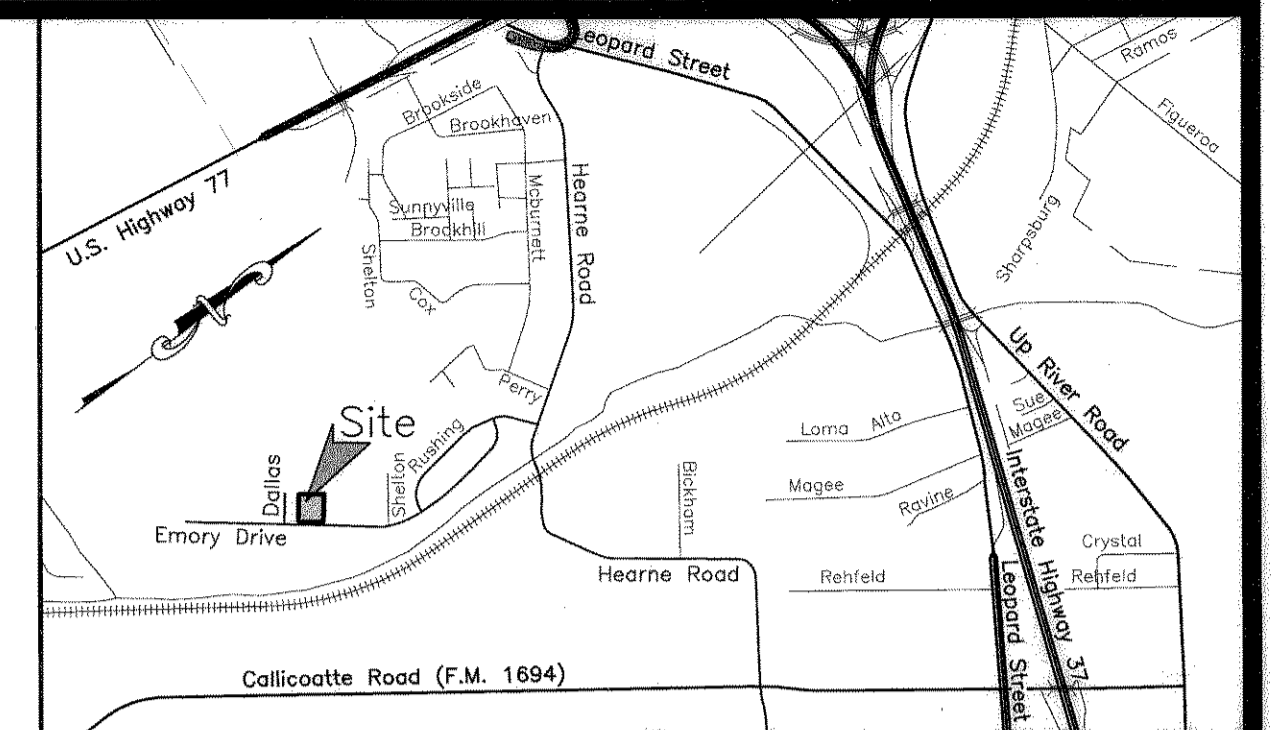 Leopard Street
Ramos
Figueroa
Brookside
Brookhaven
U.S. Highway 77
Hearne Road
Mcburnett
Sunnyville
Brookhill
Shelton
Cox
Sharpsburg
N
Up River Road
Perry
Site
Rushing
Loma Alta
Sue
Magee
Dallas
Shelton
Bickham
Magee
Ravine
Interstate Highway 37
Emory Drive
Crystal
Hearne Road
Rehfeld
Rehfeld
Leopard Street
Callicoatte Road (F.M. 1694)